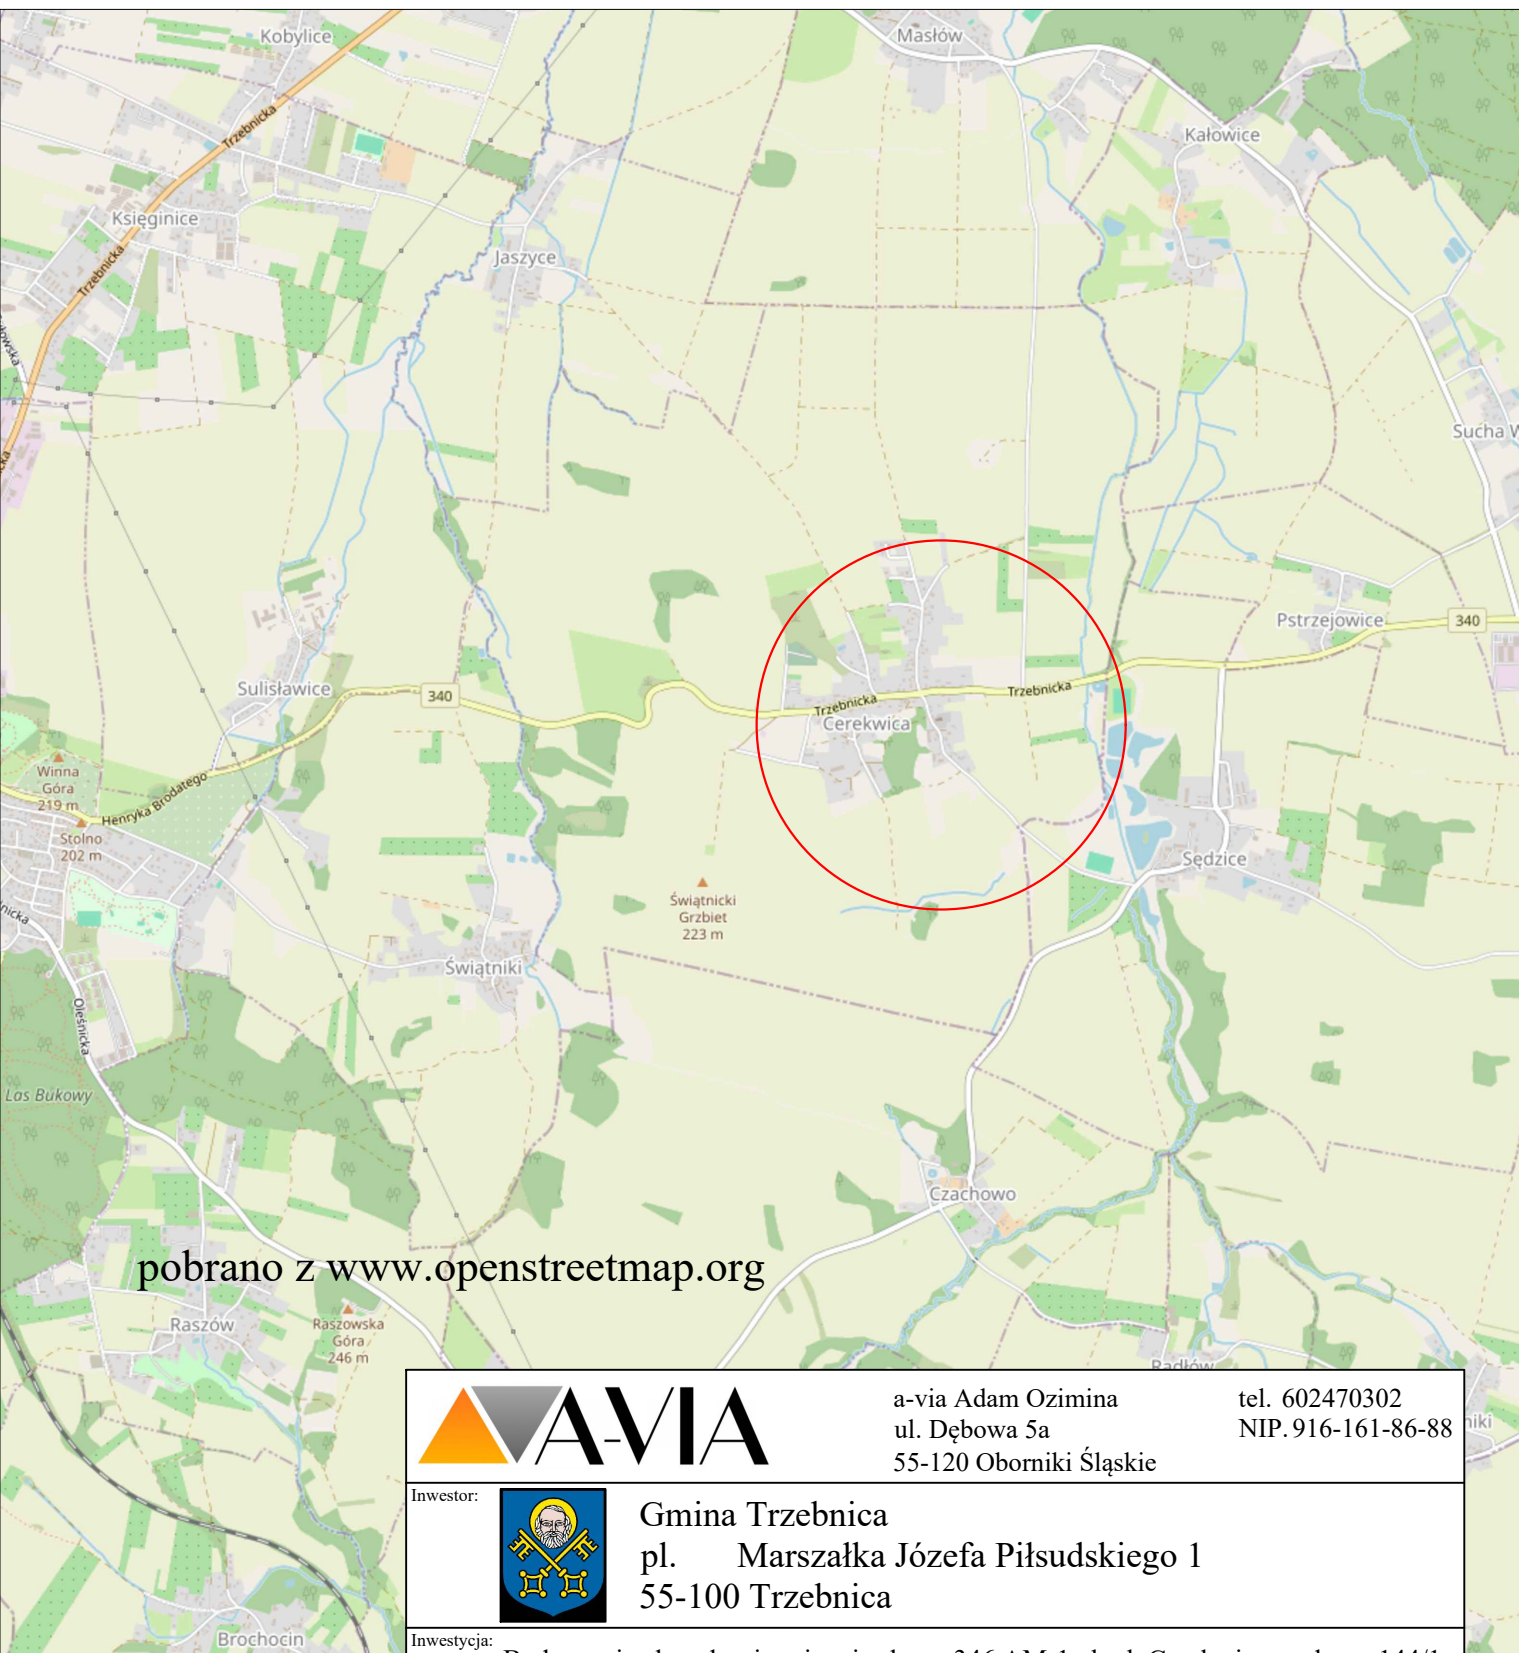 Kobylice
Masłów
Trzebnicka
Kałowice
Księginice
Trzebnicka
Jaszyce
Sucha W
Pstrzejowice
340
Sulisławice
340
Trzebnicka
Trzebnicka
Cerekwica
Winna
Góra
219 m
Henryka Brodatego
Stolno
202 m
Sędzice
Świątnicki
Grzbiet
223 m
Świątniki
Oleśnicka
Las Bukowy
Czachowo
pobrano z www.openstreetmap.org
Raszów
Raszowska
Góra
246 m
Radłów
A-VIA
a-via Adam Ozimina
ul. Dębowa 5a
55-120 Oborniki Śląskie
tel. 602470302
NIP. 916-161-86-88
niki
Inwestor:
Gmina Trzebnica
pl. Marszałka Józefa Piłsudskiego 1
55-100 Trzebnica
Brochocin
Inwestycja: